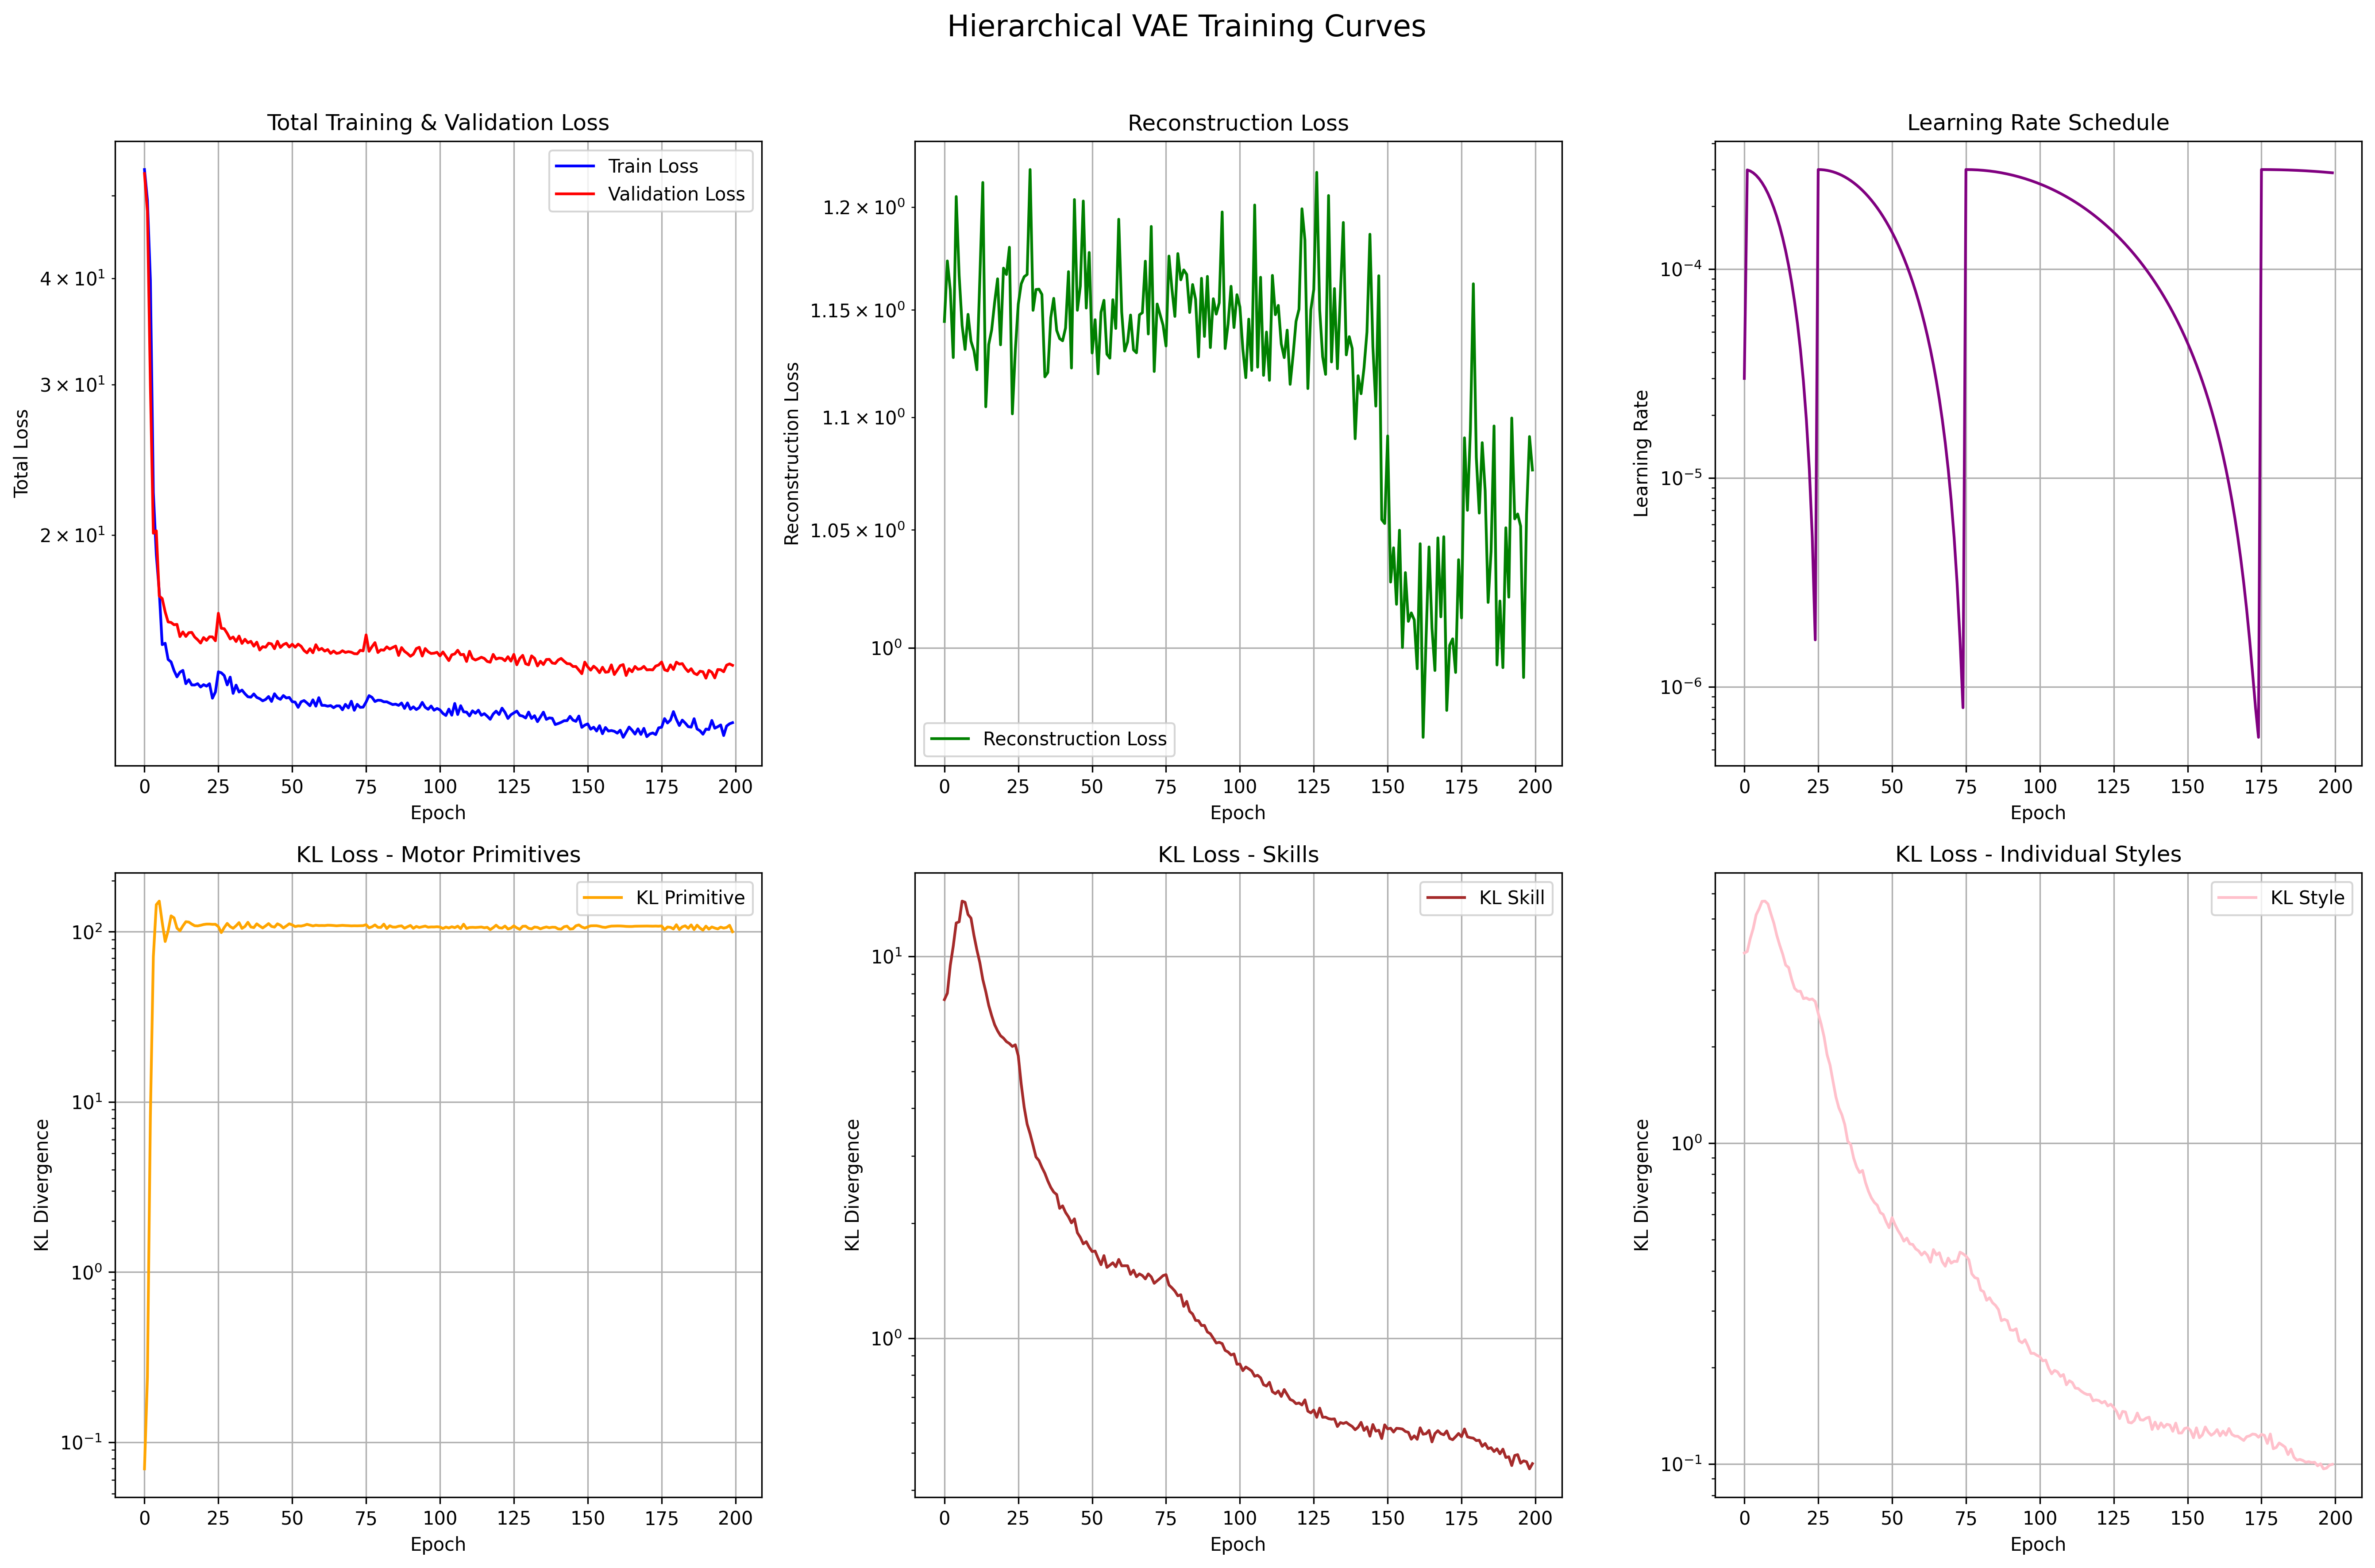 Hierarchical VAE Training Curves
Total Training & Validation Loss
Total Loss
4 × 10¹
3 × 10¹
2 × 10¹
Train Loss
Validation Loss
0 25 50 75 100 125 150 175 200
Epoch
Reconstruction Loss
Reconstruction Loss
1.2 × 10⁰
1.15 × 10⁰
1.1 × 10⁰
1.05 × 10⁰
10⁰
Reconstruction Loss
0 25 50 75 100 125 150 175 200
Epoch
Learning Rate Schedule
Learning Rate
10⁻⁴
10⁻⁵
10⁻⁶
0 25 50 75 100 125 150 175 200
Epoch
KL Loss - Motor Primitives
KL Divergence
10²
10¹
10⁰
10⁻¹
KL Primitive
0 25 50 75 100 125 150 175 200
Epoch
KL Loss - Skills
KL Divergence
10¹
10⁰
KL Skill
0 25 50 75 100 125 150 175 200
Epoch
KL Loss - Individual Styles
KL Divergence
10⁰
10⁻¹
KL Style
0 25 50 75 100 125 150 175 200
Epoch